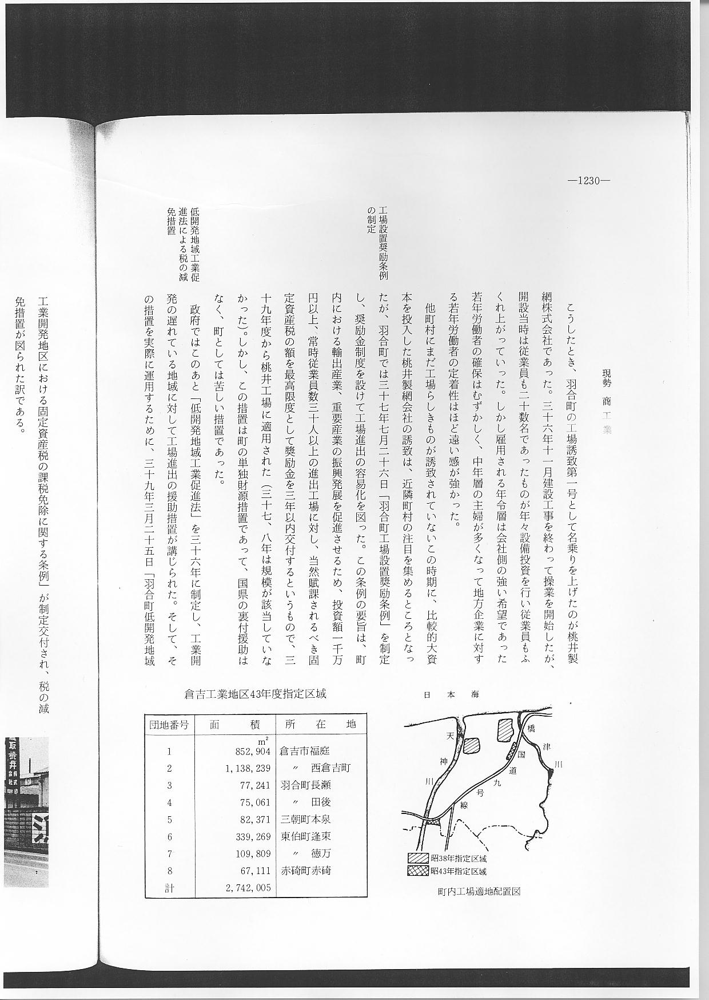 —1230—
現勢 商工業
こうしたとき、羽合町の工場誘致第一号として名乗りを上げたのが桃井製
網株式会社であった。三十六年十一月建設工事を終わって操業を開始したが、
開設当時は従業員も二十数名であったものが年々設備投資を行い従業員もふ
くれ上がっていった。しかし雇用される年令層は会社側の強い希望であった
若年労働者の確保はむずかしく、中年層の主婦が多くなって地方企業に対す
る若年労働者の定着性はほど遠い感が強かった。
工場設置奨励条例
の制定
他町村にまだ工場らしきものが誘致されていないこの時期に、比較的大資
本を投入した桃井製網会社の誘致は、近隣町村の注目を集めるところとなっ
たが、羽合町では三十七年七月二十六日「羽合町工場設置奨励条例」を制定
し、奨励金制度を設けて工場進出の容易化を図った。この条例の要旨は、町
内における輸出産業、重要産業の振興発展を促進させるため、投資額一千万
円以上、常時従業員数三十人以上の進出工場に対し、当然賦課されるべき固
定資産税の額を最高限度として奨励金を三年以内交付するというもので、三
十九年度から桃井工場に適用された（三十七、八年は規模が該当していな
かった）。しかし、この措置は町の単独財源措置であって、国県の裏付援助は
なく、町としては苦しい措置であった。
低開発地域工業促
進法による税の減
免措置
政府ではこのあと「低開発地域工業促進法」を三十六年に制定し、工業開
発の遅れている地域に対して工場進出の援助措置が講じられた。そして、そ
の措置を実際に運用するために、三十九年三月二十五日「羽合町低開発地域
日本海
天神川
橋津川
国道九号線
昭38年指定区域
昭43年指定区域
町内工場適地配置図
倉吉工業地区43年度指定区域
団地番号 面積 所在地
m²
1 852,904 倉吉市福庭
2 1,138,239 〃 西倉吉町
3 77,241 羽合町長瀬
4 75,061 〃 田後
5 82,371 三朝町本泉
6 339,269 東伯町逢束
7 109,809 〃 徳万
8 67,111 赤碕町赤碕
計 2,742,005
工業開発地区における固定資産税の課税免除に関する条例」が制定交付され、税の減
免措置が図られた訳である。